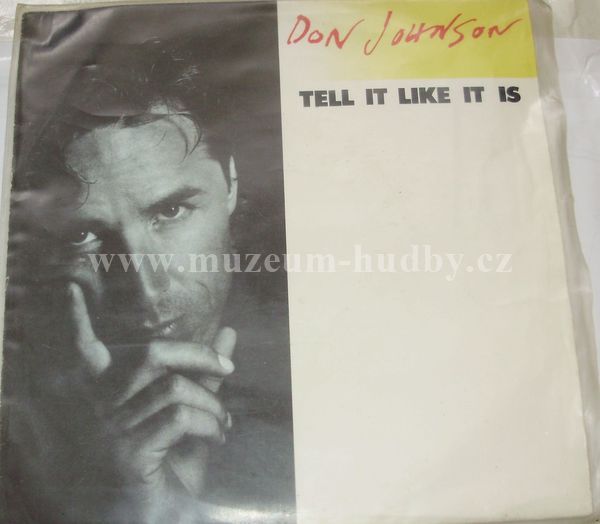 DON JOHNSON
TELL IT LIKE IT IS
www.muzeum-hudby.cz